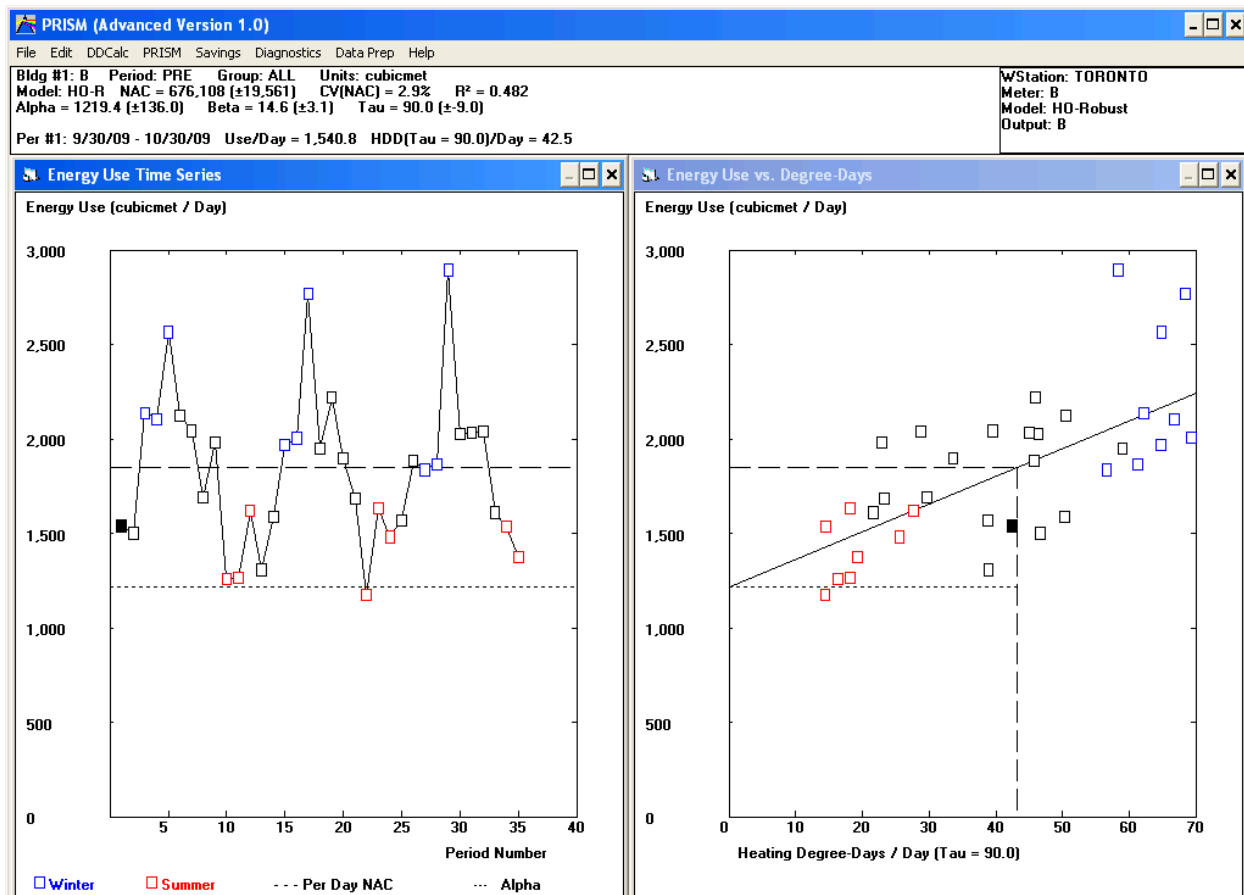 PRISM (Advanced Version 1.0)
File Edit DDCalc PRISM Savings Diagnostics Data Prep Help
Bldg #1: B Period: PRE Group: ALL Units: cubicmet
Model: HO-R NAC = 676,108 (±19,561) CV(NAC) = 2.9% R² = 0.482
Alpha = 1219.4 (±136.0) Beta = 14.6 (±3.1) Tau = 90.0 (±-9.0)
Per #1: 9/30/09 - 10/30/09 Use/Day = 1,540.8 HDD(Tau = 90.0)/Day = 42.5
WStation: TORONTO
Meter: B
Model: HO-Robust
Output: B
Energy Use Time Series
Energy Use (cubicmet / Day)
3,000
2,500
2,000
1,500
1,000
500
0
5 10 15 20 25 30 35 40
Period Number
Winter Summer - - - Per Day NAC --- Alpha
Energy Use vs. Degree-Days
Energy Use (cubicmet / Day)
3,000
2,500
2,000
1,500
1,000
500
0
0 10 20 30 40 50 60 70
Heating Degree-Days / Day (Tau = 90.0)